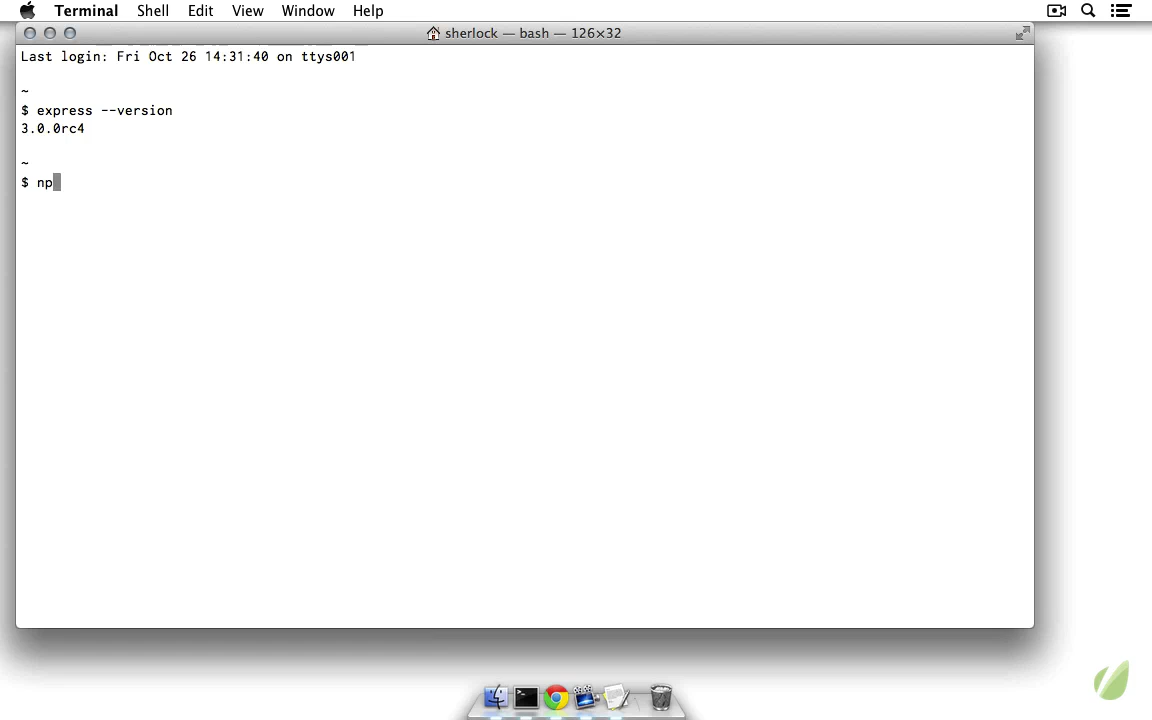 Terminal Shell Edit View Window Help
sherlock — bash — 126×32
Last login: Fri Oct 26 14:31:40 on ttys001
~
$ express --version
3.0.0rc4
~
$ np